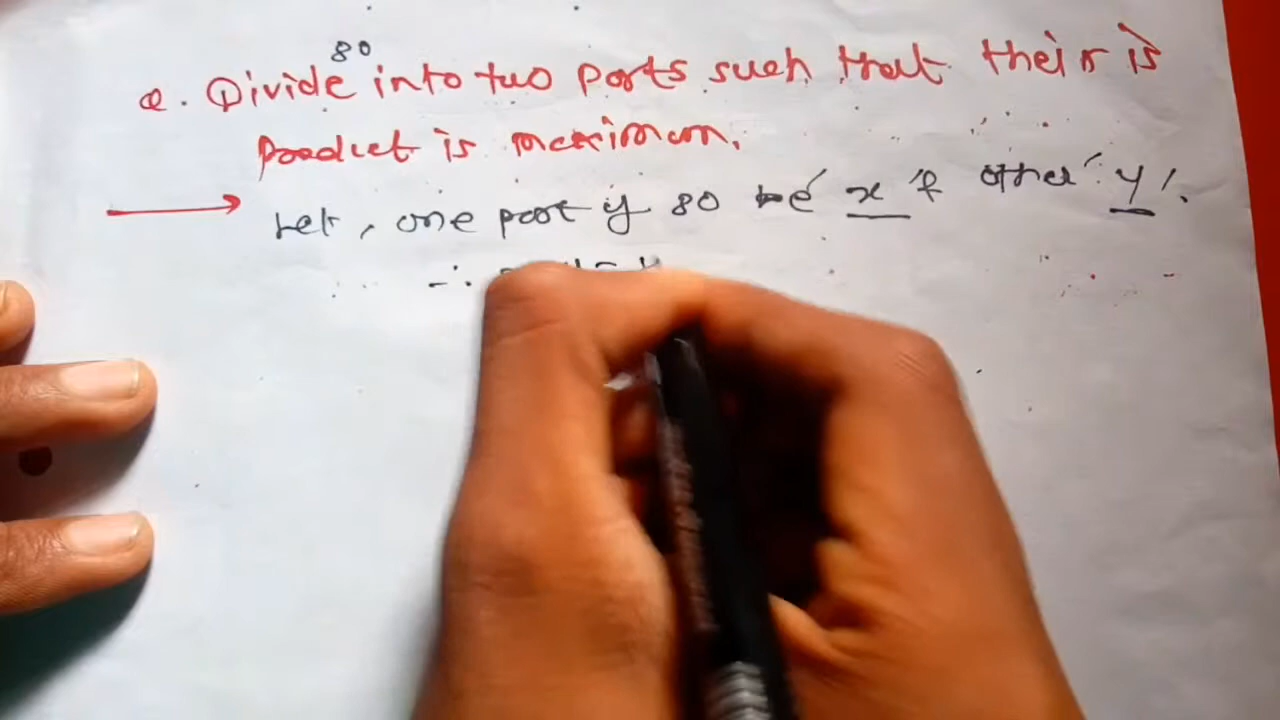 Q. Divide 80 into two parts such that their is
product is maximum.
Let, one part of 80 be x & other y.
∴